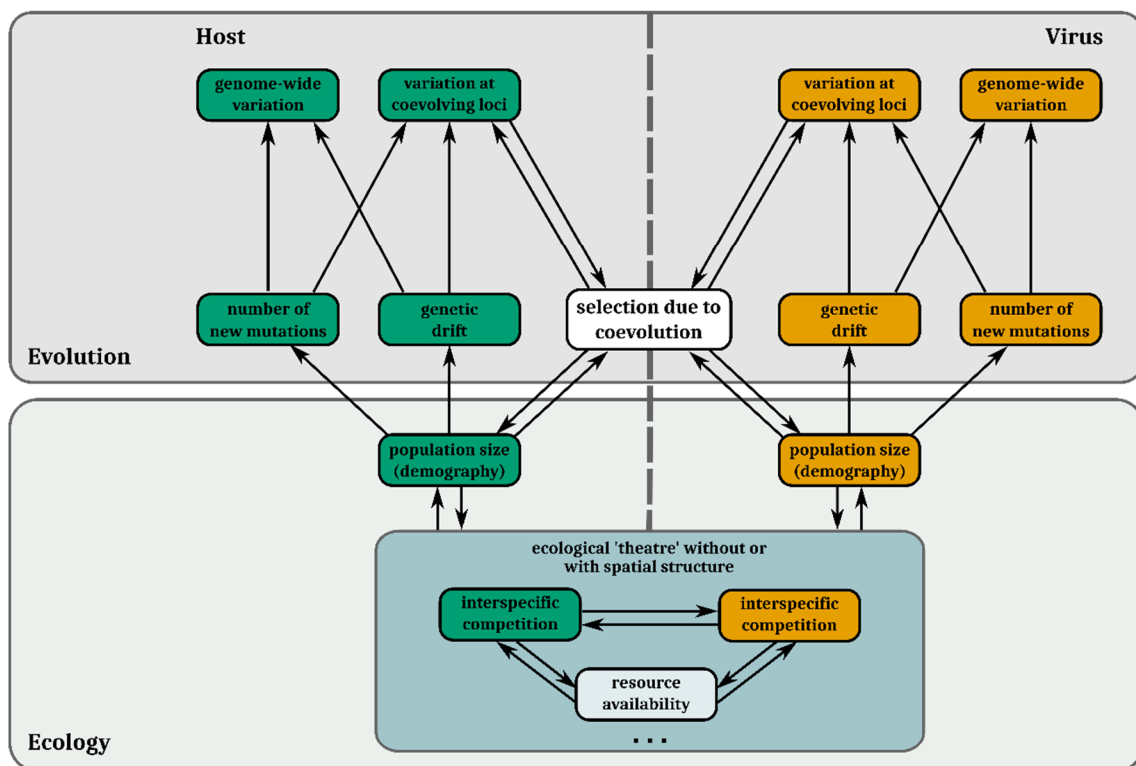 Host
Virus
genome-wide
variation
variation at
coevolving loci
variation at
coevolving loci
genome-wide
variation
number of
new mutations
genetic
drift
selection due to
coevolution
genetic
drift
number of
new mutations
Evolution
population size
(demography)
population size
(demography)
ecological 'theatre' without or
with spatial structure
interspecific
competition
interspecific
competition
resource
availability
...
Ecology